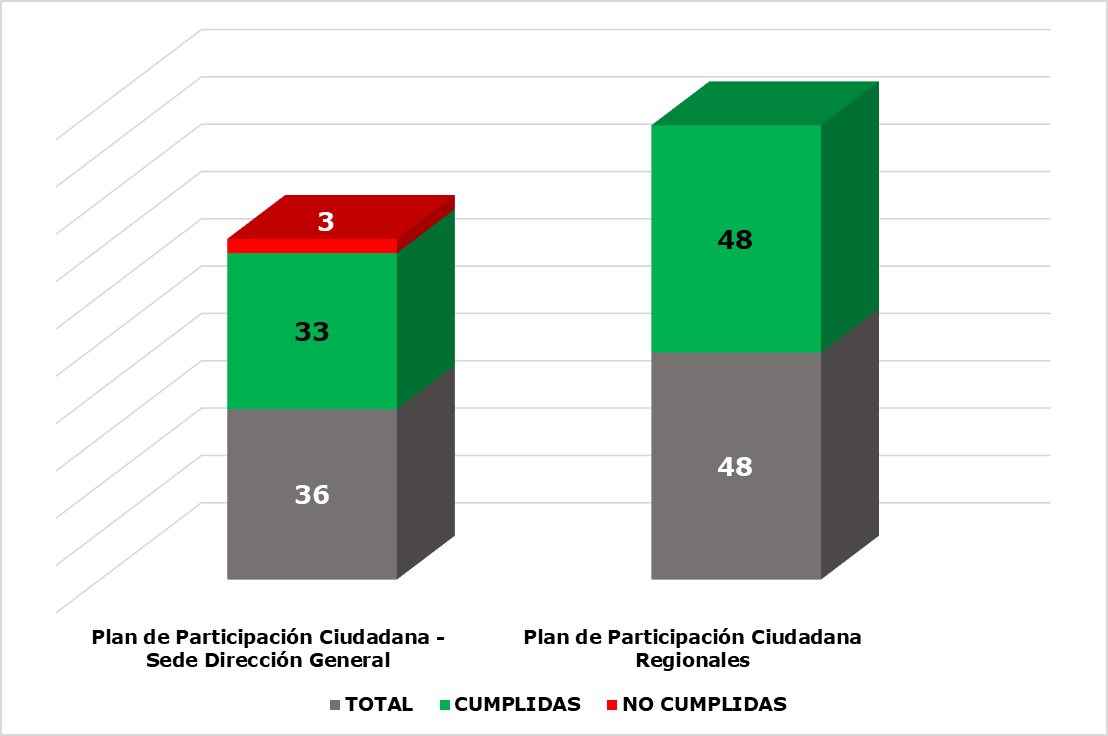 3
48
33
48
36
Plan de Participación Ciudadana -
Sede Dirección General
Plan de Participación Ciudadana
Regionales
TOTAL CUMPLIDAS NO CUMPLIDAS